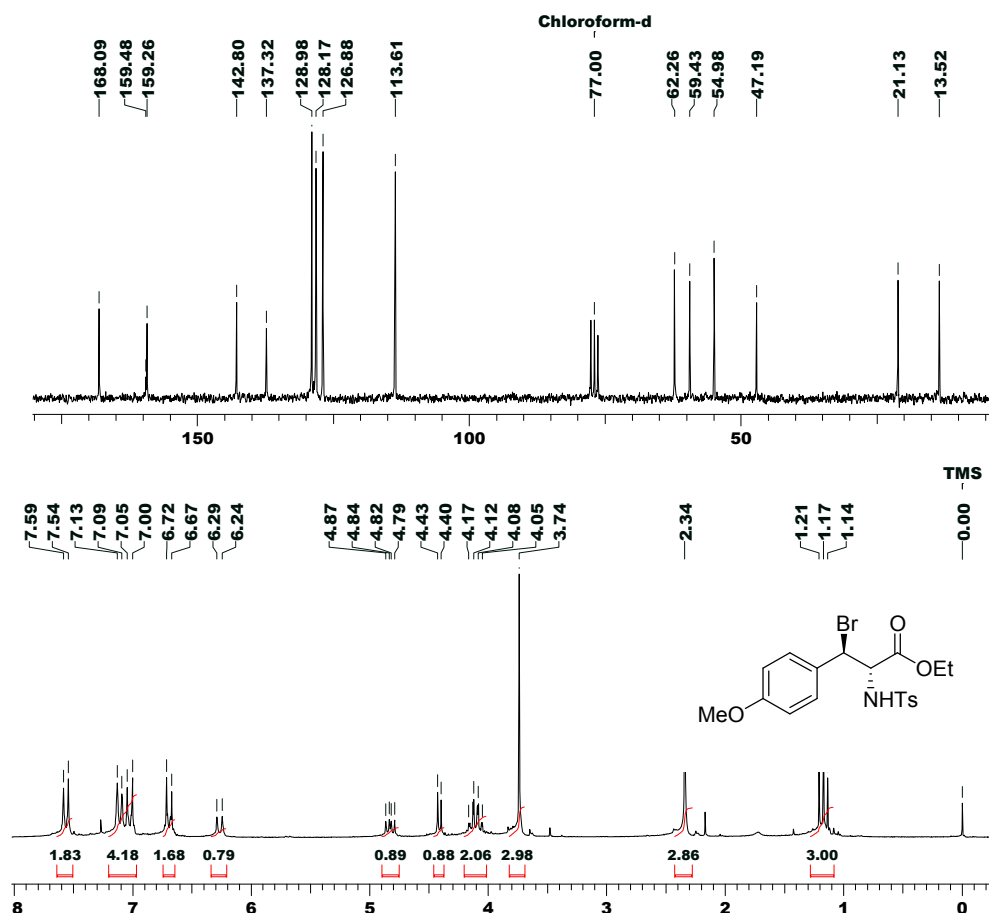 Chloroform-d
168.09 159.48 159.26 142.80 137.32 128.98 128.17 126.88 113.61 77.00 62.26 59.43 54.98 47.19 21.13 13.52
150 100 50
TMS
7.59 7.54 7.13 7.09 7.05 7.00 6.72 6.67 6.29 6.24 4.87 4.84 4.82 4.79 4.43 4.40 4.17 4.12 4.08 4.05 3.74 2.34 1.21 1.17 1.14 0.00
Br O
OEt
MeO NHTs
1.83 4.18 1.68 0.79 0.89 0.88 2.06 2.98 2.86 3.00
8 7 6 5 4 3 2 1 0